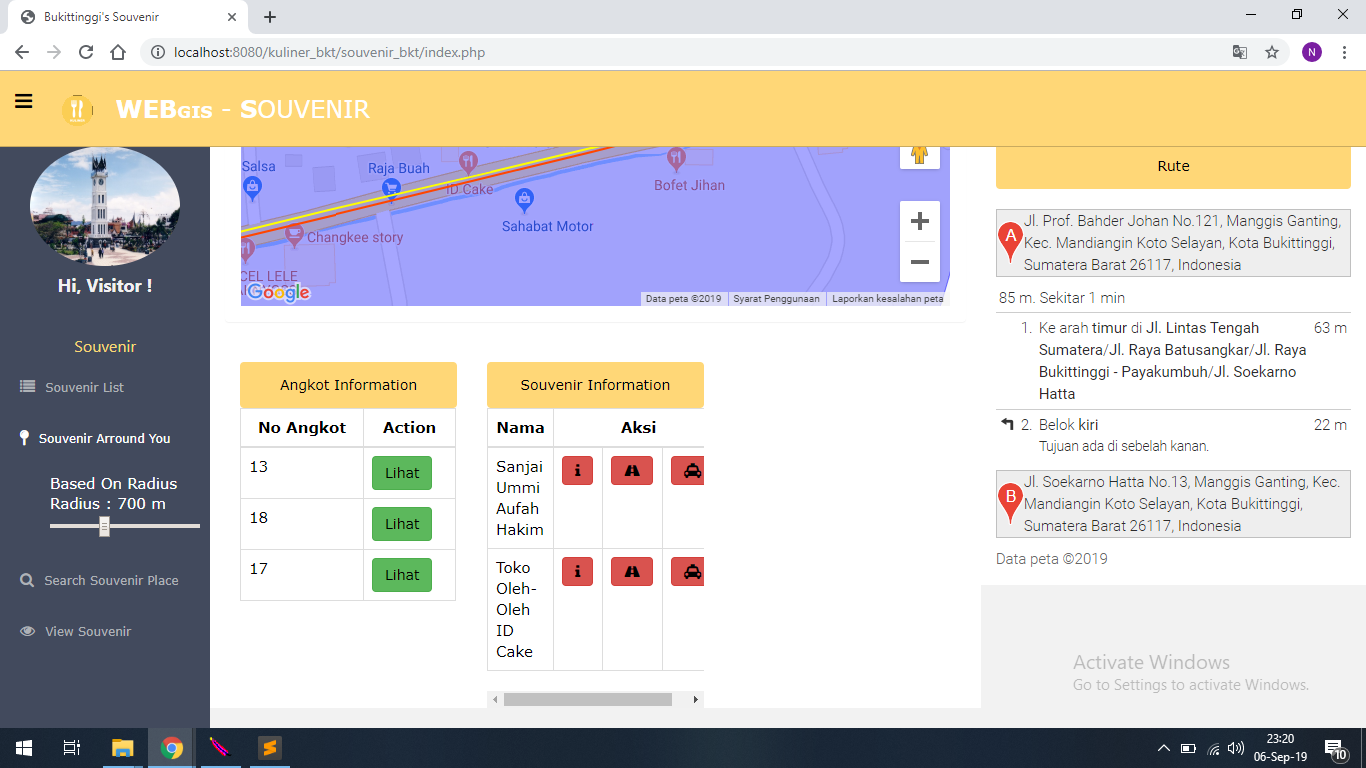 Bukittinggi's Souvenir
localhost:8080/kuliner_bkt/souvenir_bkt/index.php
N
WEBGIS - SOUVENIR
Hi, Visitor !
Souvenir
Souvenir List
Souvenir Arround You
Based On Radius
Radius : 700 m
Search Souvenir Place
View Souvenir
Salsa
Raja Buah
ID Cake
Bofet Jihan
Sahabat Motor
Changkee story
CEL LELE
Google
Data peta ©2019
Syarat Penggunaan
Laporkan kesalahan peta
Angkot Information
No Angkot
Action
13
Lihat
18
Lihat
17
Lihat
Souvenir Information
Nama
Aksi
Sanjai
Ummi
Aufah
Hakim
Toko
Oleh-
Oleh
ID
Cake
Rute
A
Jl. Prof. Bahder Johan No.121, Manggis Ganting,
Kec. Mandiangin Koto Selayan, Kota Bukittinggi,
Sumatera Barat 26117, Indonesia
85 m. Sekitar 1 min
1. Ke arah timur di Jl. Lintas Tengah 63 m
Sumatera/Jl. Raya Batusangkar/Jl. Raya
Bukittinggi - Payakumbuh/Jl. Soekarno
Hatta
2. Belok kiri 22 m
Tujuan ada di sebelah kanan.
B
Jl. Soekarno Hatta No.13, Manggis Ganting, Kec.
Mandiangin Koto Selayan, Kota Bukittinggi,
Sumatera Barat 26117, Indonesia
Data peta ©2019
Activate Windows
Go to Settings to activate Windows.
23:20
06-Sep-19
10